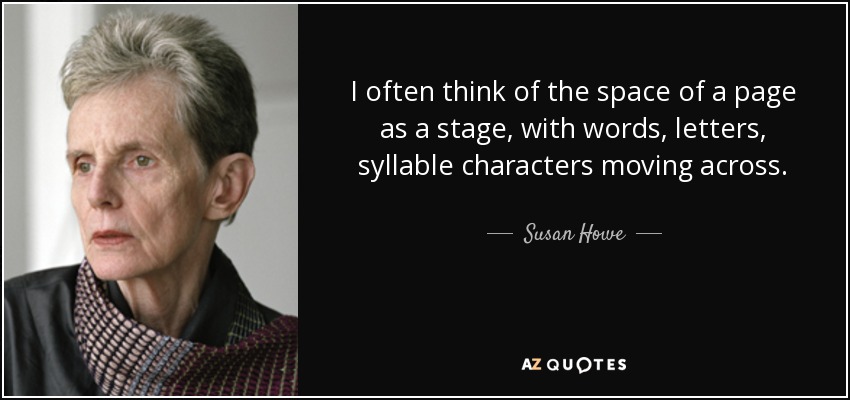 I often think of the space of a page
as a stage, with words, letters,
syllable characters moving across.
Susan Howe
AZ QUOTES